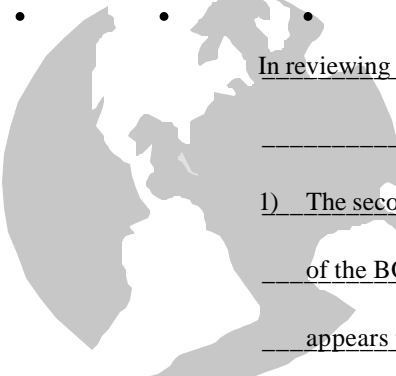 In reviewing
1) The seco
of the BC
appears